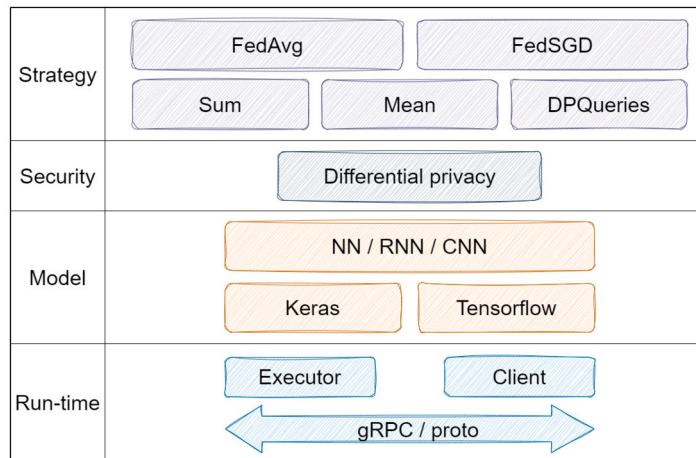 Strategy
FedAvg
FedSGD
Sum
Mean
DPQueries
Security
Differential privacy
Model
NN / RNN / CNN
Keras
Tensorflow
Run-time
Executor
Client
gRPC / proto